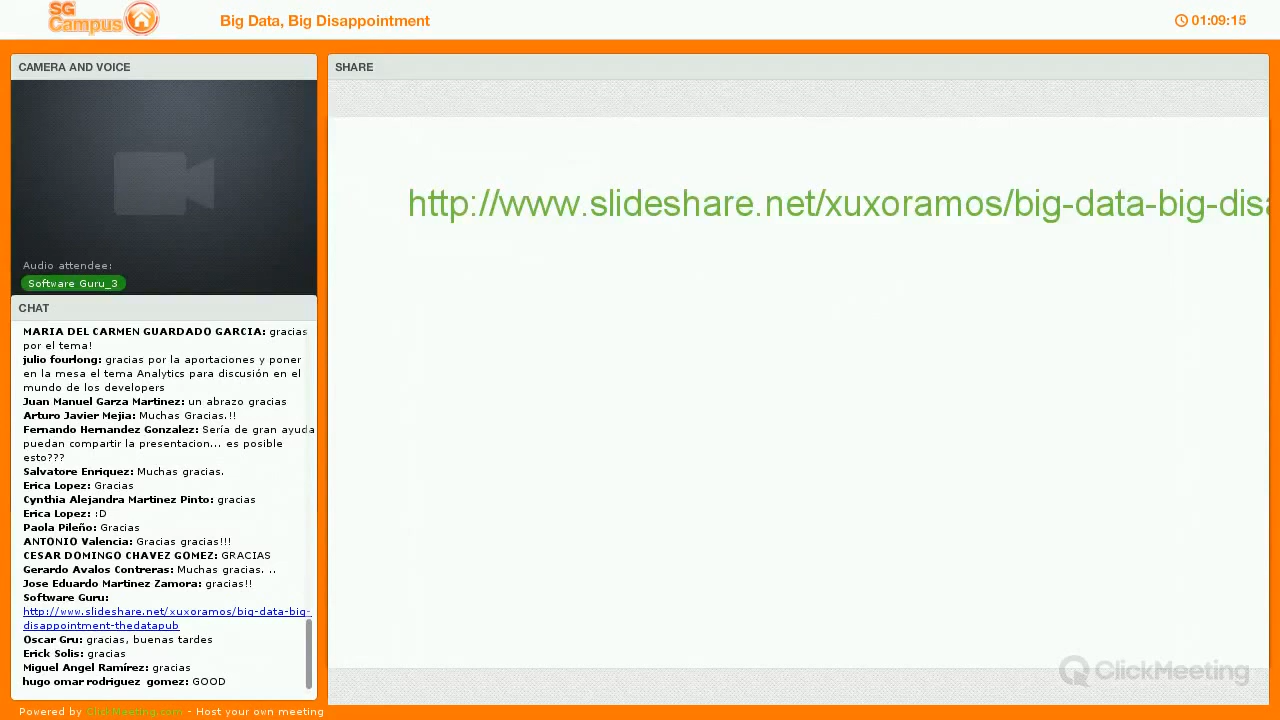 SG
Campus
Big Data, Big Disappointment
01:09:15
CAMERA AND VOICE
Audio attendee:
Software Guru_3
CHAT
MARIA DEL CARMEN GUARDADO GARCIA: gracias
por el tema!
julio fourlong: gracias por la aportaciones y poner
en la mesa el tema Analytics para discusión en el
mundo de los developers
Juan Manuel Garza Martinez: un abrazo gracias
Arturo Javier Mejia: Muchas Gracias.!!
Fernando Hernandez Gonzalez: Sería de gran ayuda
puedan compartir la presentacion... es posible
esto???
Salvatore Enriquez: Muchas gracias.
Erica Lopez: Gracias
Cynthia Alejandra Martinez Pinto: gracias
Erica Lopez: :D
Paola Pileño: Gracias
ANTONIO Valencia: Gracias gracias!!!
CESAR DOMINGO CHAVEZ GOMEZ: GRACIAS
Gerardo Avalos Contreras: Muchas gracias. ..
Jose Eduardo Martinez Zamora: gracias!!
Software Guru:
http://www.slideshare.net/xuxoramos/big-data-big-
disappointment-thedatapub
Oscar Gru: gracias, buenas tardes
Erick Solis: gracias
Miguel Angel Ramírez: gracias
hugo omar rodriguez gomez: GOOD
SHARE
http://www.slideshare.net/xuxoramos/big-data-big-disa
ClickMeeting
Powered by ClickMeeting.com - Host your own meeting